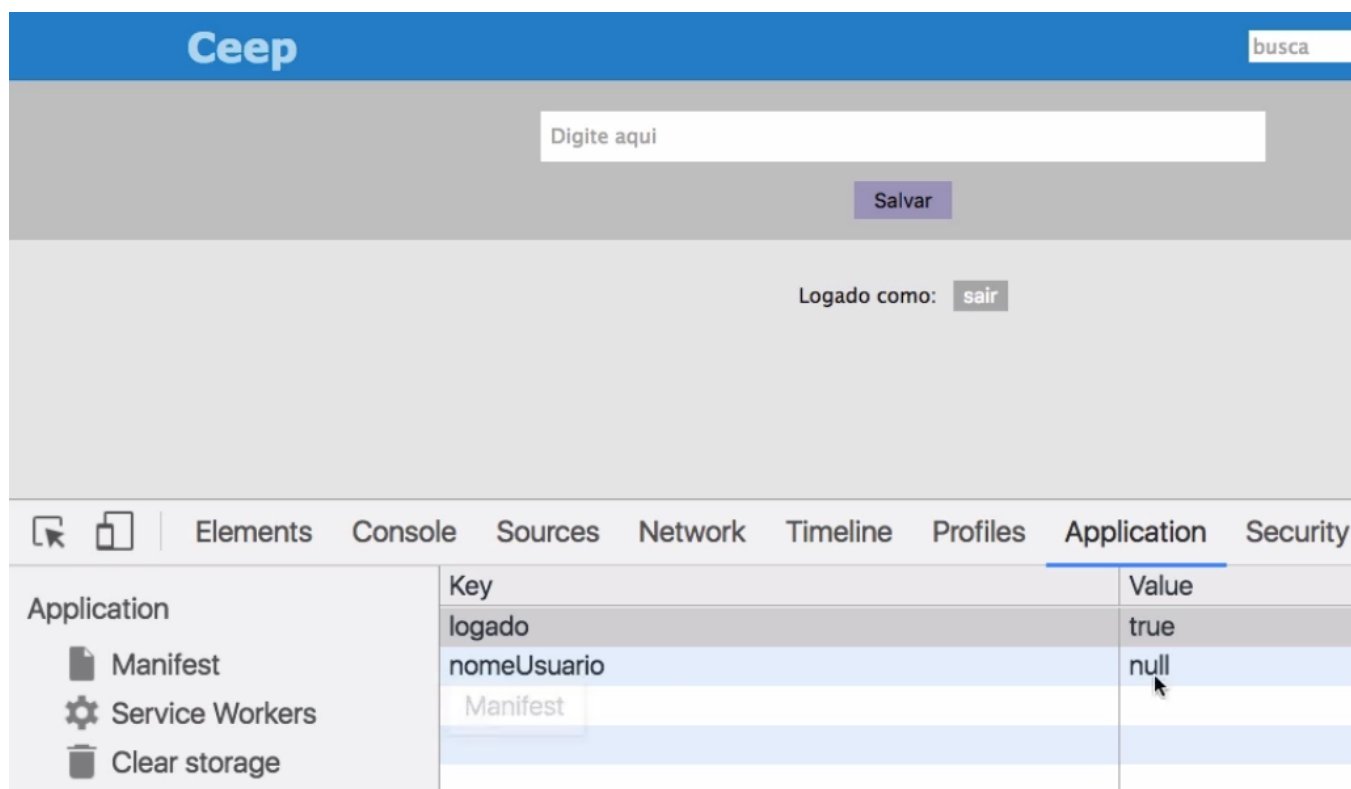 Ceep
busca
Digite aqui
Salvar
Logado como: sair
Elements Console Sources Network Timeline Profiles Application Security
Application
Manifest
Service Workers
Clear storage
Key Value
logado true
nomeUsuario null
Manifest